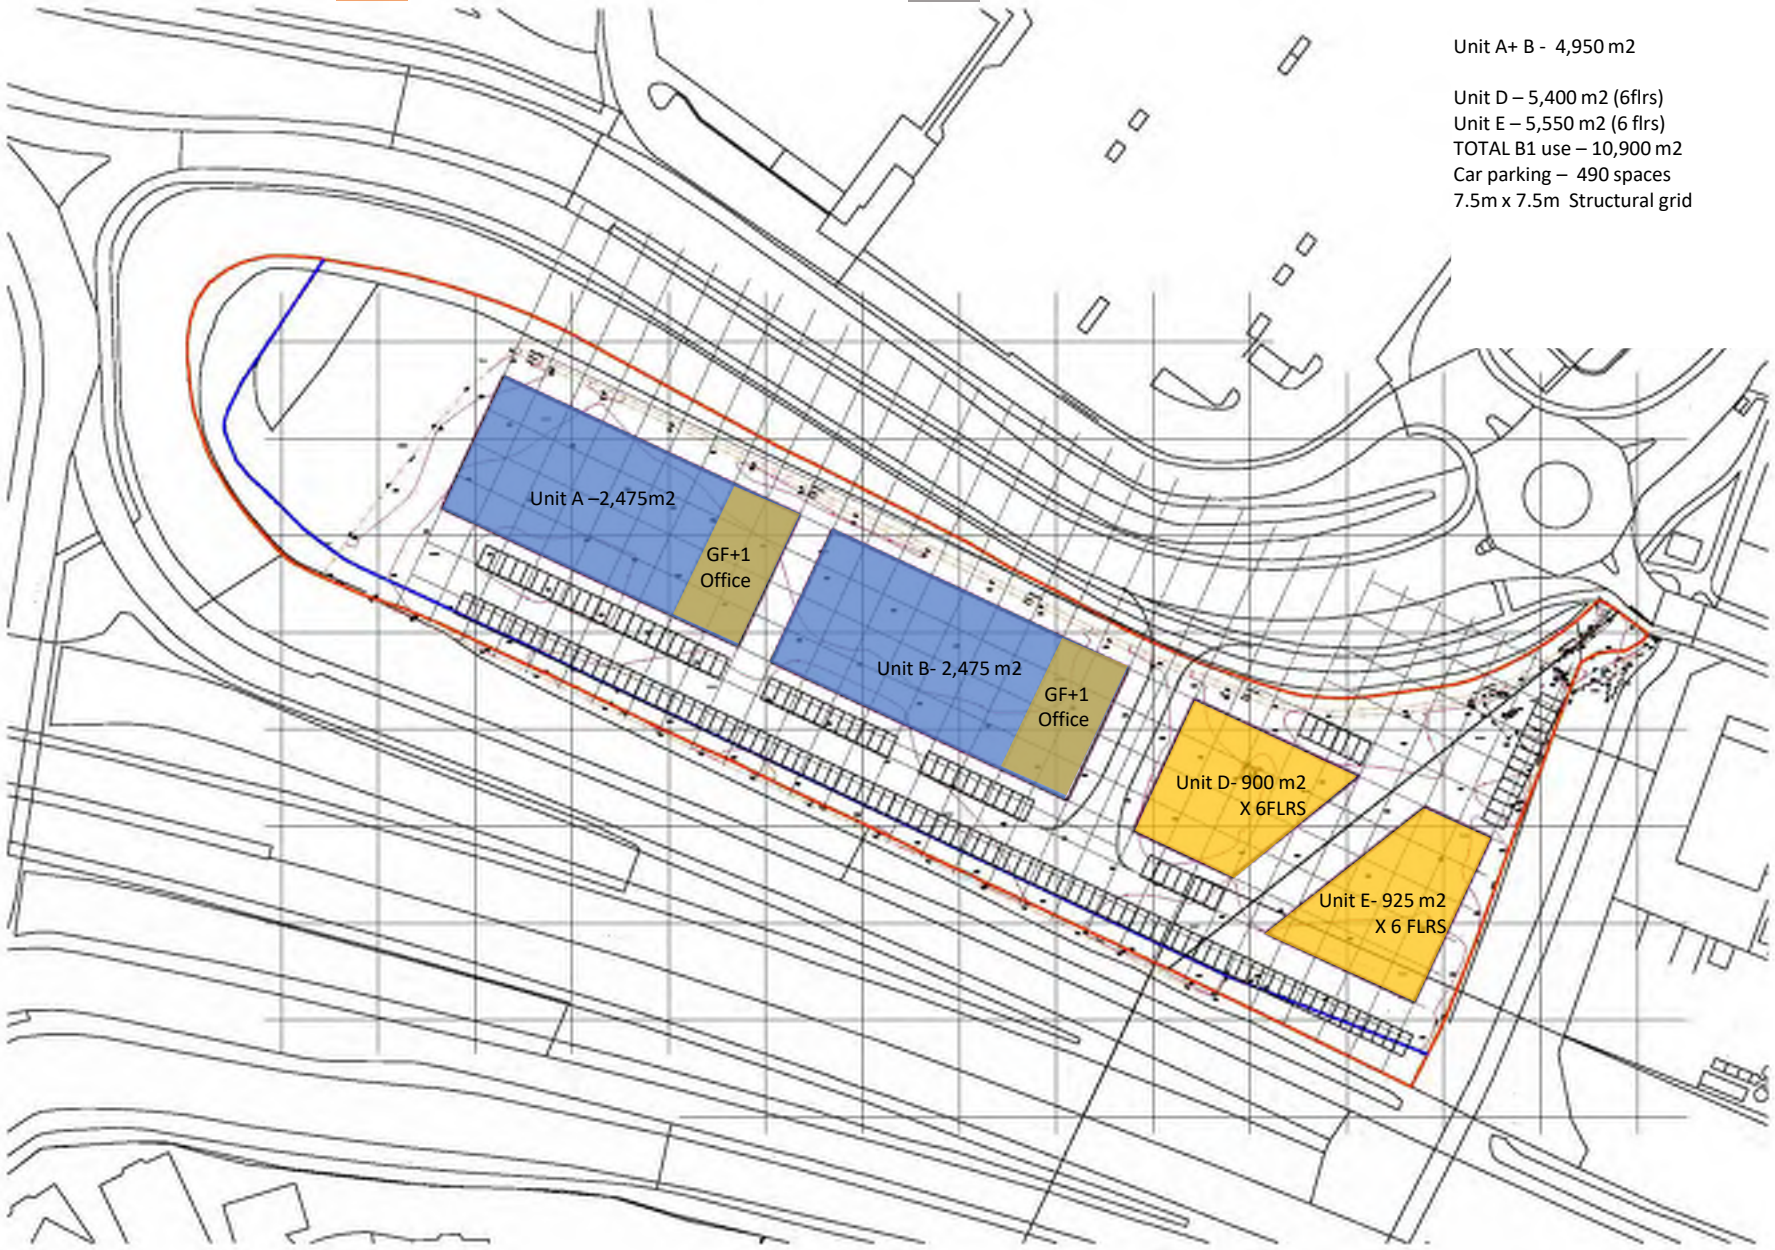 Unit A+ B - 4,950 m2
Unit D – 5,400 m2 (6flrs)
Unit E – 5,550 m2 (6 flrs)
TOTAL B1 use – 10,900 m2
Car parking – 490 spaces
7.5m x 7.5m Structural grid
Unit A –2,475m2
GF+1
Office
Unit B- 2,475 m2
GF+1
Office
Unit D- 900 m2
X 6FLRS
Unit E- 925 m2
X 6 FLRS